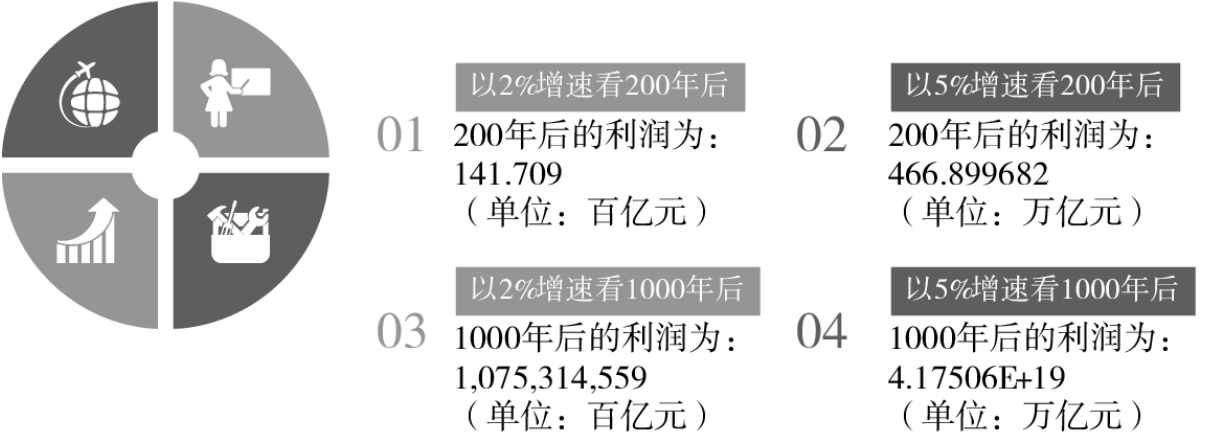 以2%增速看200年后
01
200年后的利润为：
141.709
（单位：百亿元）
以5%增速看200年后
02
200年后的利润为：
466.899682
（单位：万亿元）
以2%增速看1000年后
03
1000年后的利润为：
1,075,314,559
（单位：百亿元）
以5%增速看1000年后
04
1000年后的利润为：
4.17506E+19
（单位：万亿元）